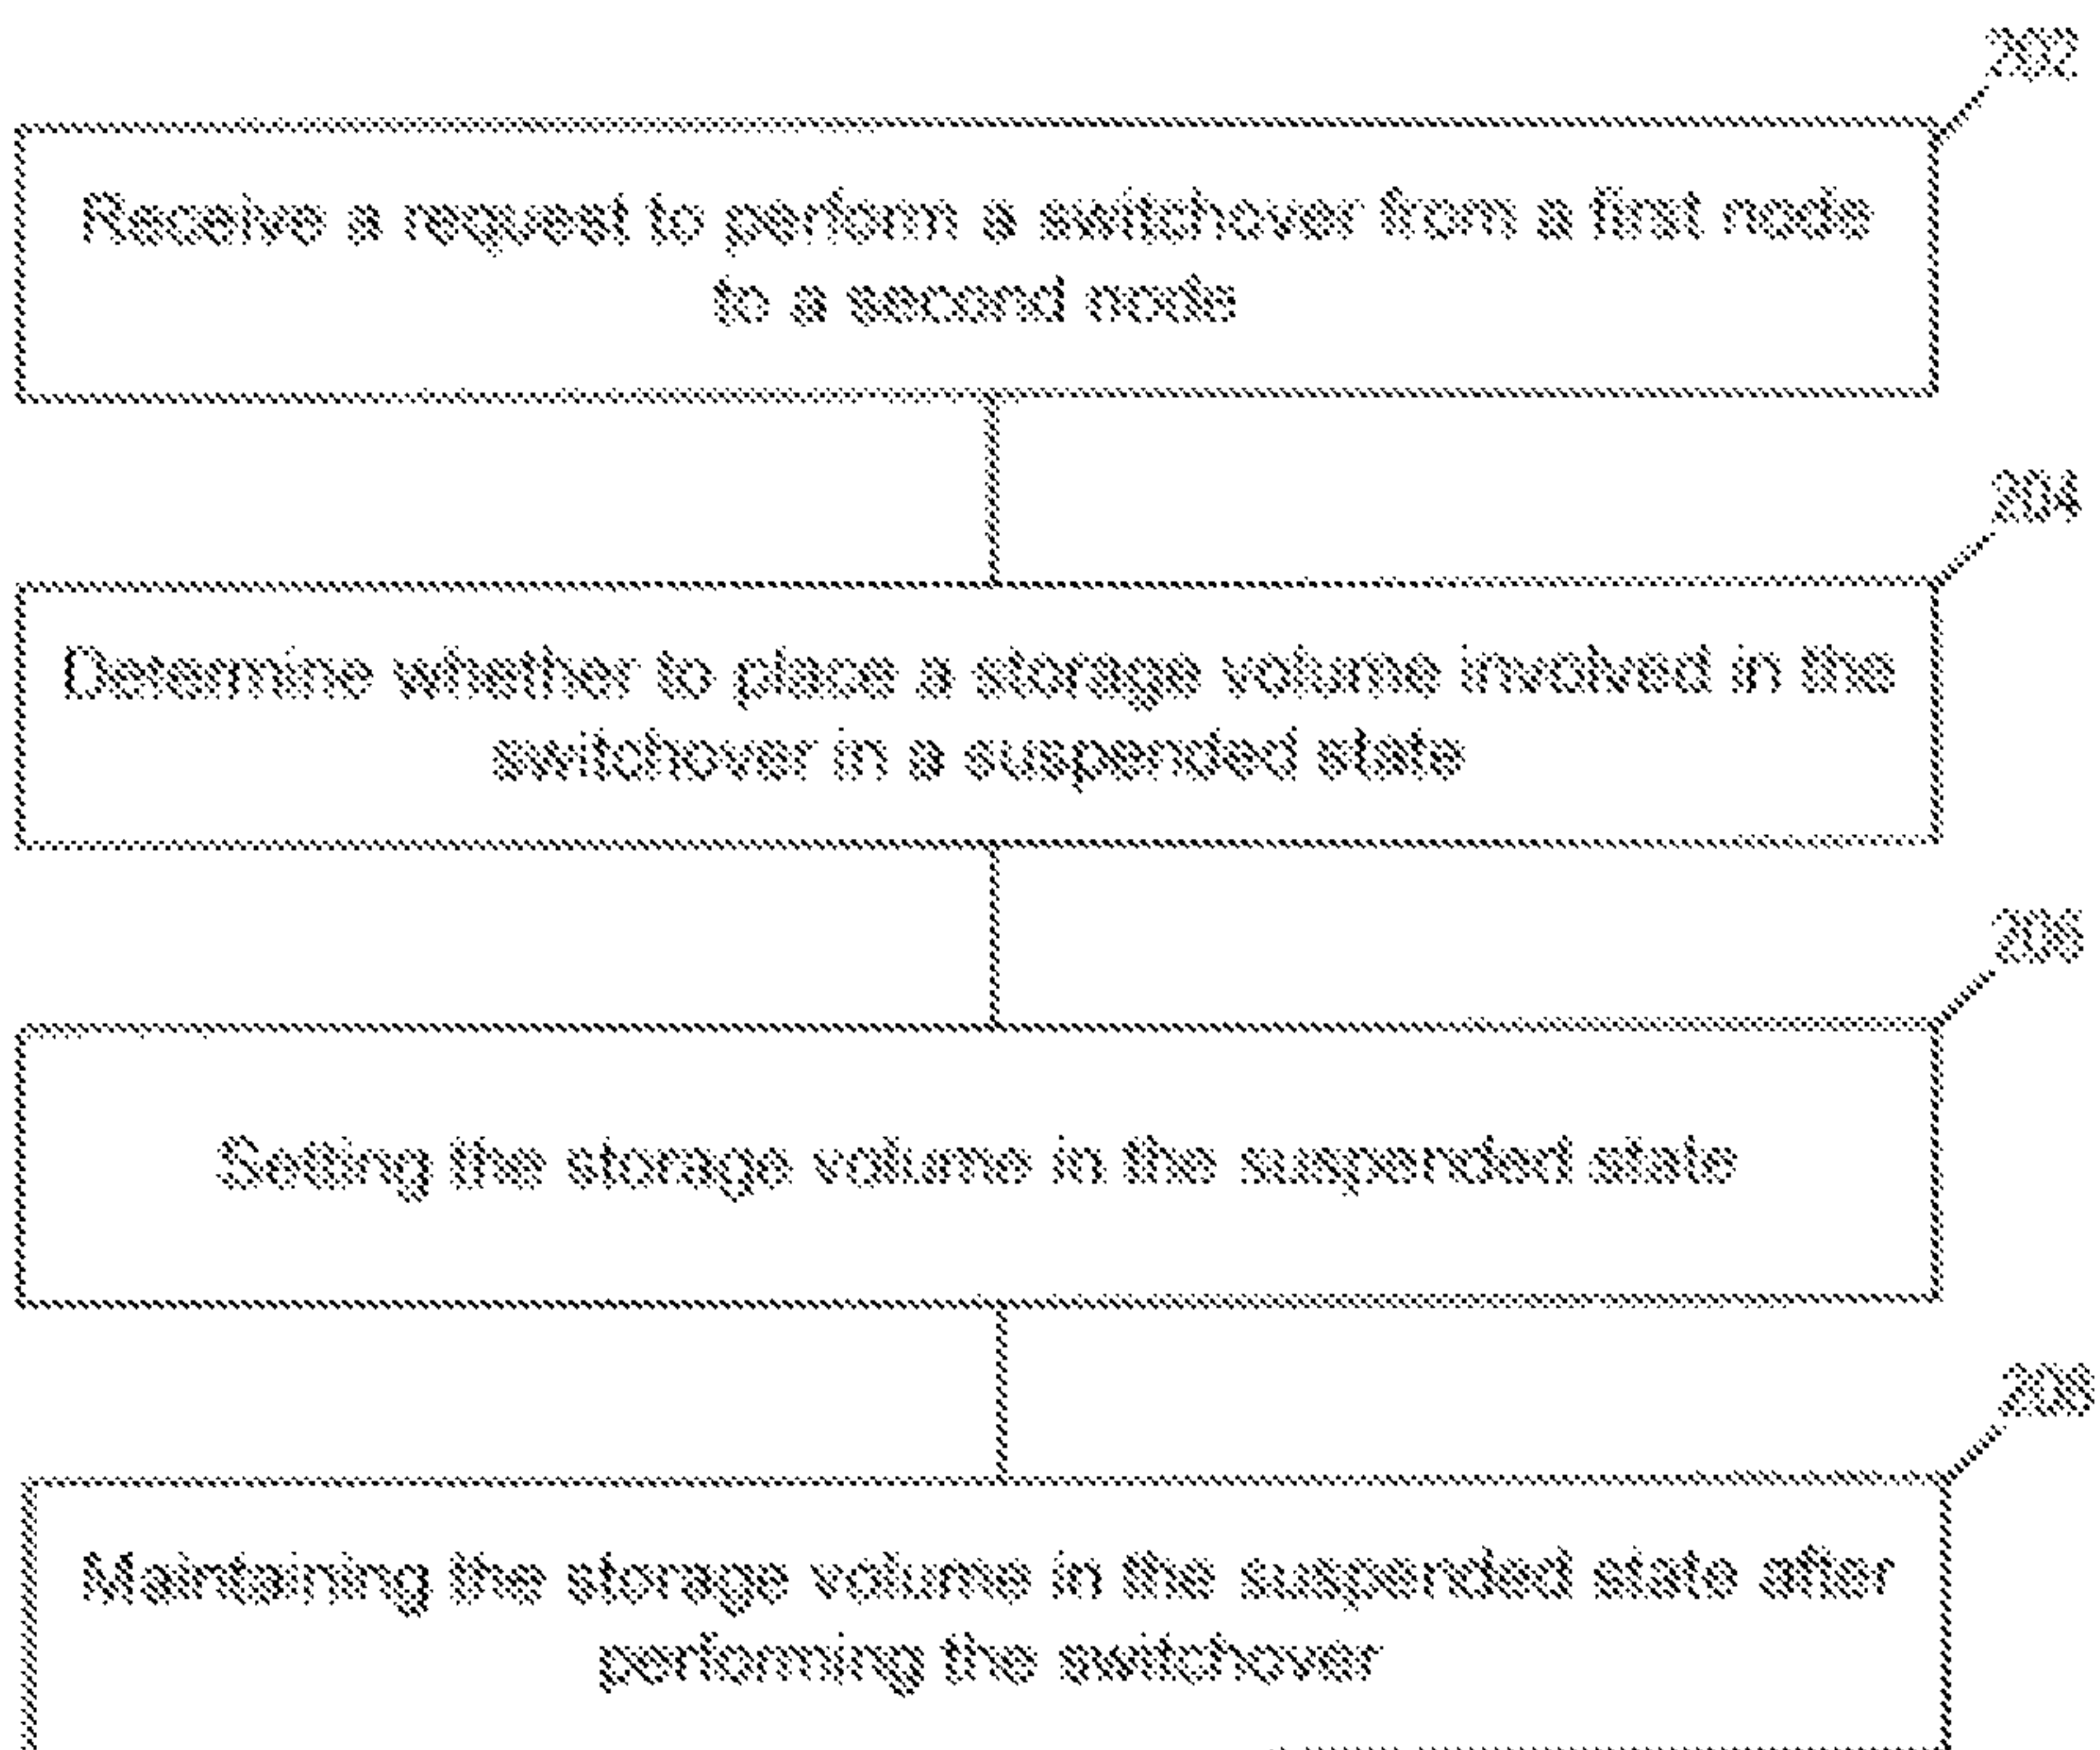 202
Receive a request to perform a switchover from a first node
to a second node
204
Determine whether to place a storage volume involved in the
switchover in a suspended state
206
Setting the storage volume in the suspended state
208
Maintaining the storage volume in the suspended state after
performing the switchover